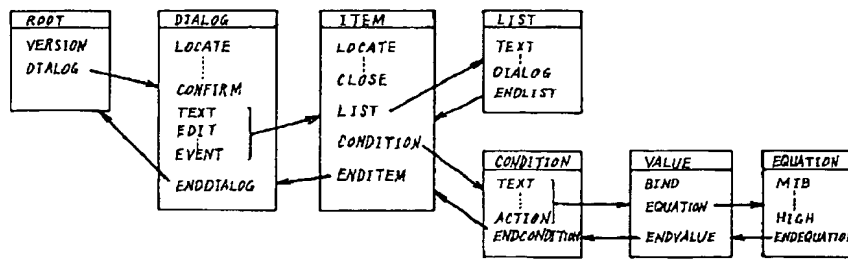 ROOT
VERSION
DIALOG
DIALOG
LOCATE
CONFIRM
TEXT
EDIT
EVENT
ENDDIALOG
ITEM
LOCATE
CLOSE
LIST
CONDITION
ENDITEM
LIST
TEXT
DIALOG
ENDLIST
CONDITION
TEXT
ACTION
ENDCONDITION
VALUE
BIND
EQUATION
ENDVALUE
EQUATION
MIB
HIGH
ENDEQUATION